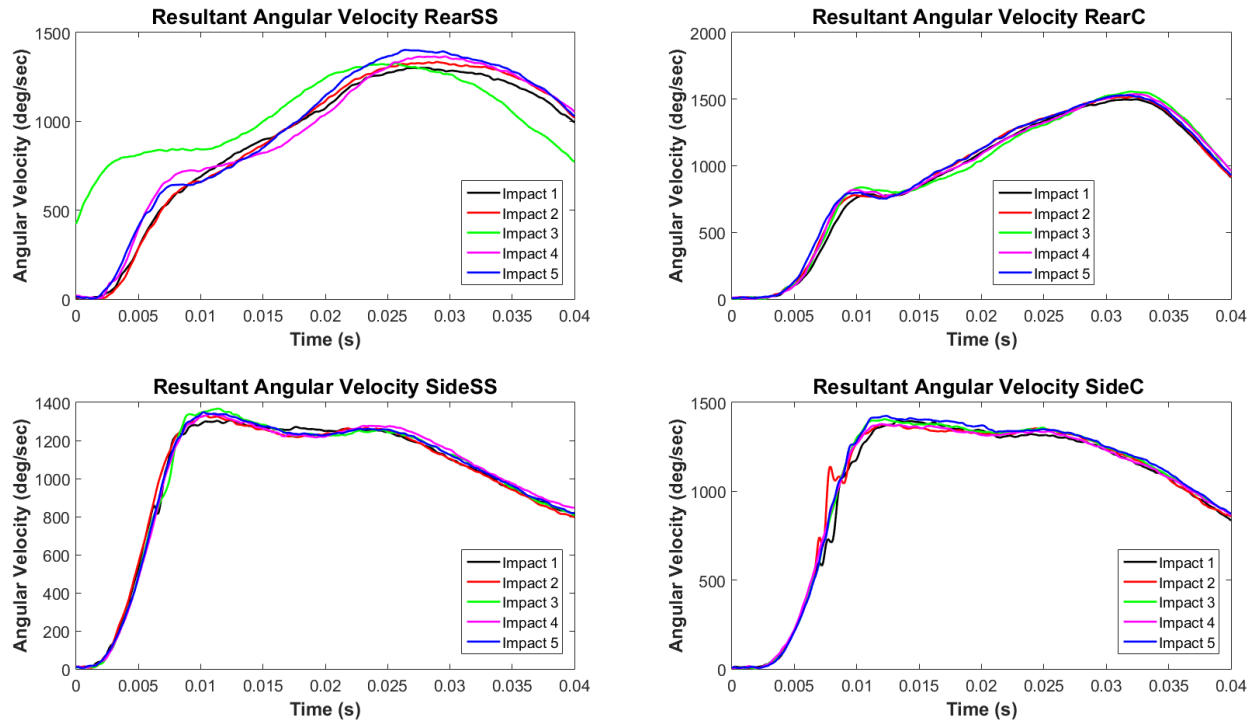 Resultant Angular Velocity RearSS
Angular Velocity (deg/sec)
1500
1000
500
0
0 0.005 0.01 0.015 0.02 0.025 0.03 0.035 0.04
Time (s)
Impact 1
Impact 2
Impact 3
Impact 4
Impact 5
Resultant Angular Velocity RearC
Angular Velocity (deg/sec)
2000
1500
1000
500
0
0 0.005 0.01 0.015 0.02 0.025 0.03 0.035 0.04
Time (s)
Impact 1
Impact 2
Impact 3
Impact 4
Impact 5
Resultant Angular Velocity SideSS
Angular Velocity (deg/sec)
1400
1200
1000
800
600
400
200
0
0 0.005 0.01 0.015 0.02 0.025 0.03 0.035 0.04
Time (s)
Impact 1
Impact 2
Impact 3
Impact 4
Impact 5
Resultant Angular Velocity SideC
Angular Velocity (deg/sec)
1500
1000
500
0
0 0.005 0.01 0.015 0.02 0.025 0.03 0.035 0.04
Time (s)
Impact 1
Impact 2
Impact 3
Impact 4
Impact 5